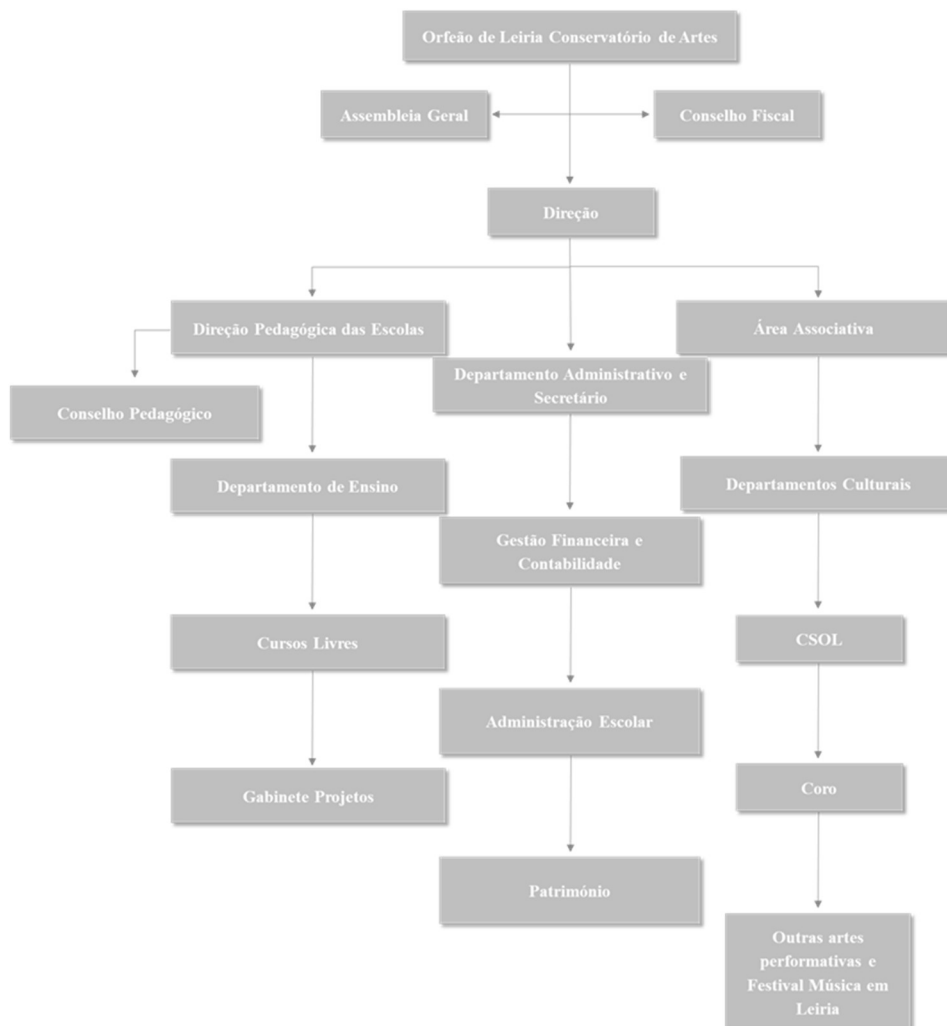 Orfeão de Leiria Conservatório de Artes
Assembleia Geral
Conselho Fiscal
Direção
Direção Pedagógica das Escolas
Área Associativa
Departamento Administrativo e
Secretário
Conselho Pedagógico
Departamento de Ensino
Departamentos Culturais
Gestão Financeira e
Contabilidade
Cursos Livres
CSOL
Administração Escolar
Gabinete Projetos
Coro
Património
Outras artes
performativas e
Festival Música em
Leiria